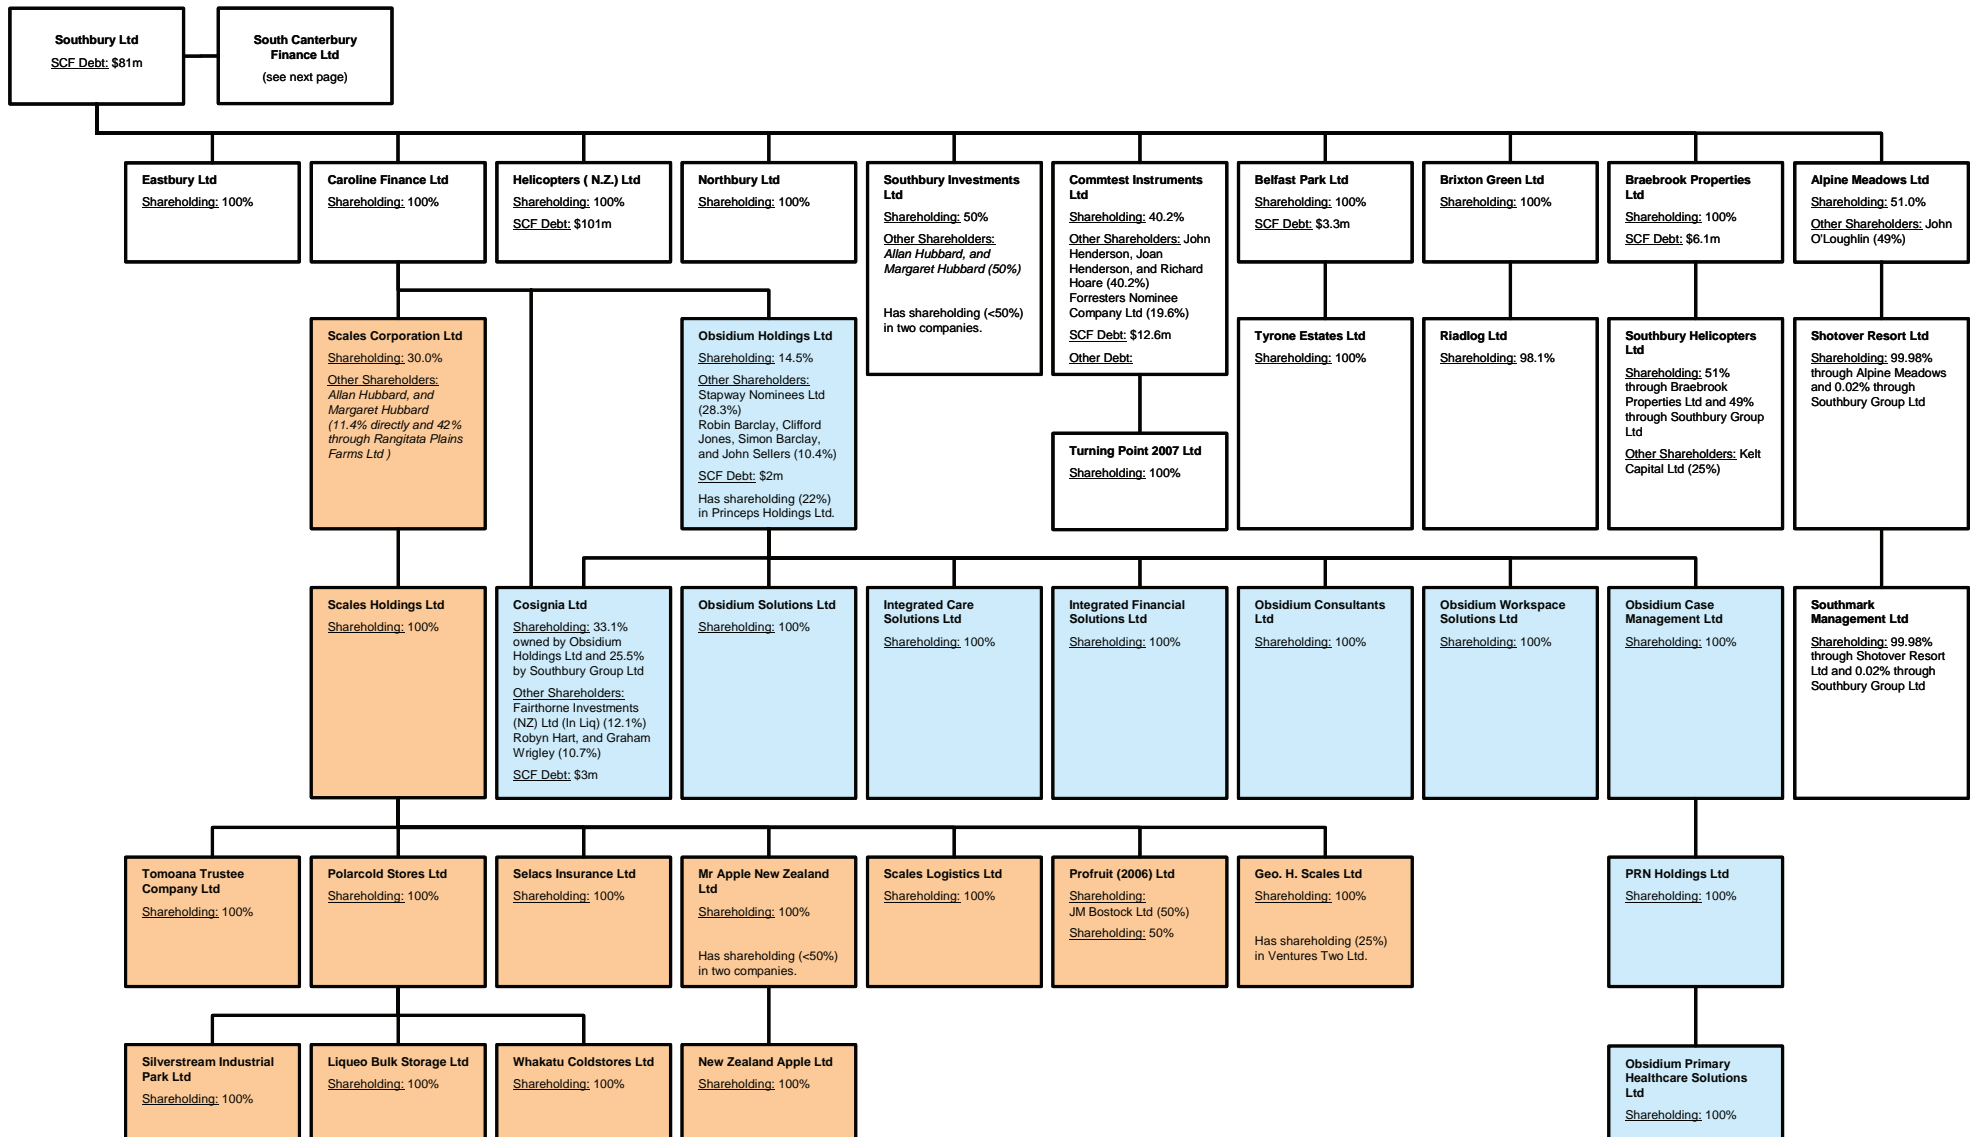 Southbury Ltd
SCF Debt: $81m
South Canterbury
Finance Ltd
(see next page)
Eastbury Ltd
Shareholding: 100%
Caroline Finance Ltd
Shareholding: 100%
Helicopters ( N.Z.) Ltd
Shareholding: 100%
SCF Debt: $101m
Northbury Ltd
Shareholding: 100%
Southbury Investments
Ltd
Shareholding: 50%
Other Shareholders:
Allan Hubbard, and
Margaret Hubbard (50%)
Has shareholding (<50%)
in two companies.
Commtest Instruments
Ltd
Shareholding: 40.2%
Other Shareholders: John
Henderson, Joan
Henderson, and Richard
Hoare (40.2%)
Forresters Nominee
Company Ltd (19.6%)
SCF Debt: $12.6m
Other Debt:
Belfast Park Ltd
Shareholding: 100%
SCF Debt: $3.3m
Brixton Green Ltd
Shareholding: 100%
Braebrook Properties
Ltd
Shareholding: 100%
SCF Debt: $6.1m
Alpine Meadows Ltd
Shareholding: 51.0%
Other Shareholders: John
O'Loughlin (49%)
Scales Corporation Ltd
Shareholding: 30.0%
Other Shareholders:
Allan Hubbard, and
Margaret Hubbard
(11.4% directly and 42%
through Rangitata Plains
Farms Ltd )
Obsidium Holdings Ltd
Shareholding: 14.5%
Other Shareholders:
Stapway Nominees Ltd
(28.3%)
Robin Barclay, Clifford
Jones, Simon Barclay,
and John Sellers (10.4%)
SCF Debt: $2m
Has shareholding (22%)
in Princeps Holdings Ltd.
Turning Point 2007 Ltd
Shareholding: 100%
Tyrone Estates Ltd
Shareholding: 100%
Riadlog Ltd
Shareholding: 98.1%
Southbury Helicopters
Ltd
Shareholding: 51%
through Braebrook
Properties Ltd and 49%
through Southbury Group
Ltd
Other Shareholders: Kelt
Capital Ltd (25%)
Shotover Resort Ltd
Shareholding: 99.98%
through Alpine Meadows
and 0.02% through
Southbury Group Ltd
Scales Holdings Ltd
Shareholding: 100%
Cosignia Ltd
Shareholding: 33.1%
owned by Obsidium
Holdings Ltd and 25.5%
by Southbury Group Ltd
Other Shareholders:
Fairthorne Investments
(NZ) Ltd (In Liq) (12.1%)
Robyn Hart, and Graham
Wrigley (10.7%)
SCF Debt: $3m
Obsidium Solutions Ltd
Shareholding: 100%
Integrated Care
Solutions Ltd
Shareholding: 100%
Integrated Financial
Solutions Ltd
Shareholding: 100%
Obsidium Consultants
Ltd
Shareholding: 100%
Obsidium Workspace
Solutions Ltd
Shareholding: 100%
Obsidium Case
Management Ltd
Shareholding: 100%
Southmark
Management Ltd
Shareholding: 99.98%
through Shotover Resort
Ltd and 0.02% through
Southbury Group Ltd
Tomoana Trustee
Company Ltd
Shareholding: 100%
Polarcold Stores Ltd
Shareholding: 100%
Selacs Insurance Ltd
Shareholding: 100%
Mr Apple New Zealand
Ltd
Shareholding: 100%
Has shareholding (<50%)
in two companies.
Scales Logistics Ltd
Shareholding: 100%
Profruit (2006) Ltd
Shareholding:
JM Bostock Ltd (50%)
Shareholding: 50%
Geo. H. Scales Ltd
Shareholding: 100%
Has shareholding (25%)
in Ventures Two Ltd.
PRN Holdings Ltd
Shareholding: 100%
Silverstream Industrial
Park Ltd
Shareholding: 100%
Liqueo Bulk Storage Ltd
Shareholding: 100%
Whakatu Coldstores Ltd
Shareholding: 100%
New Zealand Apple Ltd
Shareholding: 100%
Obsidium Primary
Healthcare Solutions
Ltd
Shareholding: 100%